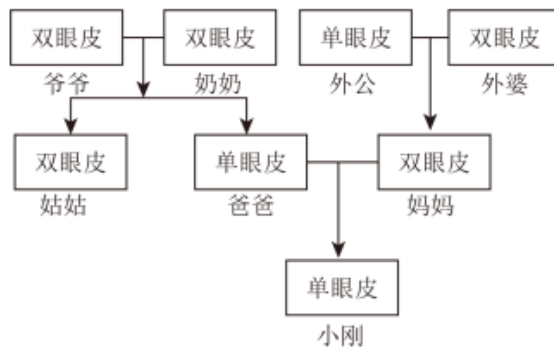 双眼皮 双眼皮 单眼皮 双眼皮
爷爷 奶奶 外公 外婆
双眼皮 单眼皮 双眼皮
姑姑 爸爸 妈妈
单眼皮
小刚